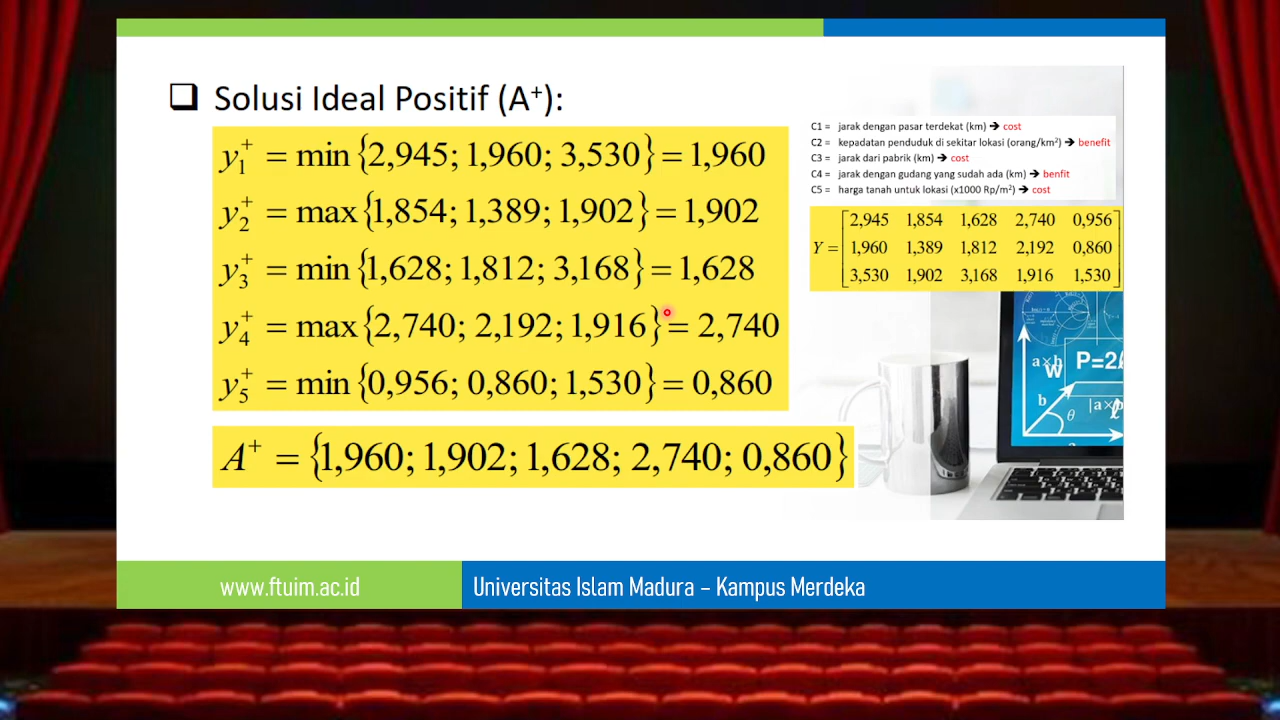 ❑ Solusi Ideal Positif (A⁺):
y₁⁺ = min {2,945; 1,960; 3,530} = 1,960
y₂⁺ = max {1,854; 1,389; 1,902} = 1,902
y₃⁺ = min {1,628; 1,812; 3,168} = 1,628
y₄⁺ = max {2,740; 2,192; 1,916} = 2,740
y₅⁺ = min {0,956; 0,860; 1,530} = 0,860
A⁺ = {1,960; 1,902; 1,628; 2,740; 0,860}
C1 = jarak dengan pasar terdekat (km) ➔ cost
C2 = kepadatan penduduk di sekitar lokasi (orang/km²) ➔ benefit
C3 = jarak dari pabrik (km) ➔ cost
C4 = jarak dengan gudang yang sudah ada (km) ➔ benfit
C5 = harga tanah untuk lokasi (x1000 Rp/m²) ➔ cost
2,945 1,854 1,628 2,740 0,956
Y = 1,960 1,389 1,812 2,192 0,860
3,530 1,902 3,168 1,916 1,530
a×b
w
P=2
b
θ
|a×
a
www.ftuim.ac.id
Universitas Islam Madura – Kampus Merdeka